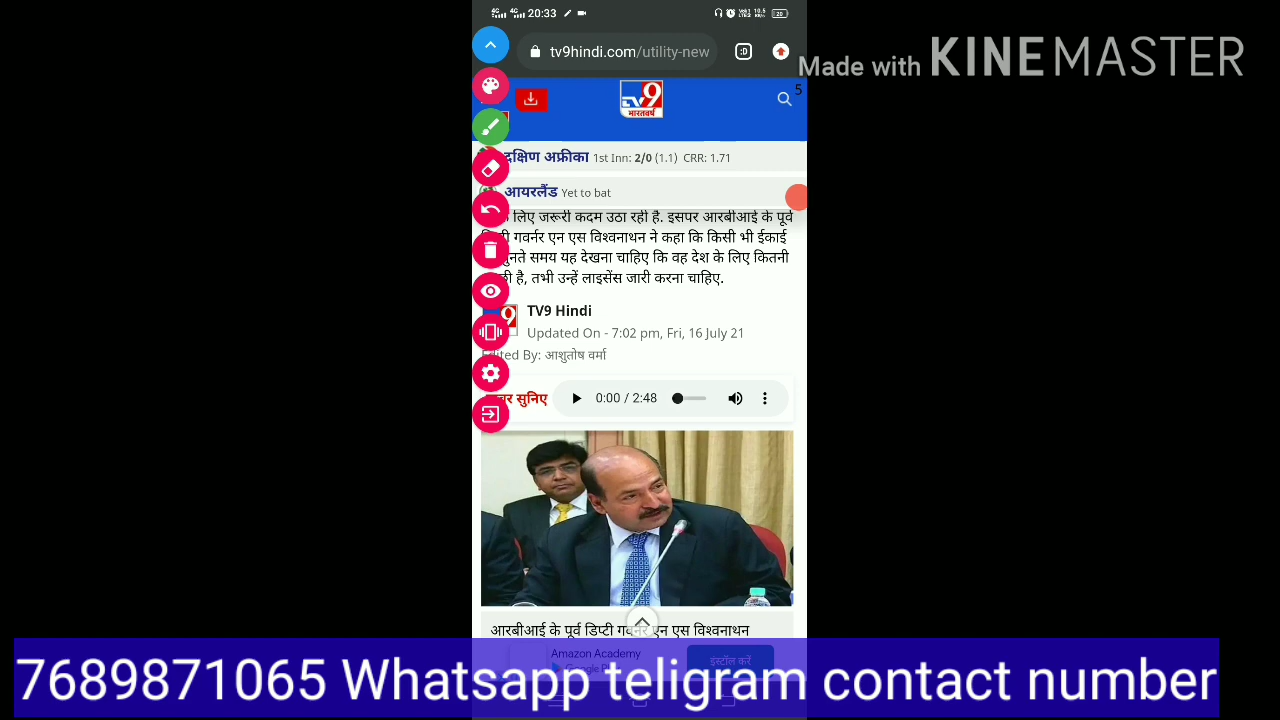 20:33
tv9hindi.com/utility-new
:D
Made with KINEMASTER
5
TV9
भारतवर्ष
दक्षिण अफ्रीका 1st Inn: 2/0 (1.1) CRR: 1.71
आयरलैंड Yet to bat
लिए जरूरी कदम उठा रही है. इसपर आरबीआई के पूर्व
गवर्नर एन एस विश्वनाथन ने कहा कि किसी भी ईकाई
समय यह देखना चाहिए कि वह देश के लिए कितनी
है, तभी उन्हें लाइसेंस जारी करना चाहिए.
TV9 Hindi
Updated On - 7:02 pm, Fri, 16 July 21
By: आशुतोष वर्मा
सुनिए
0:00 / 2:48
आरबीआई के पूर्व डिप्टी गवर्नर एन एस विश्वनाथन
Amazon Academy
इंस्टॉल करें
7689871065 Whatsapp teligram contact number